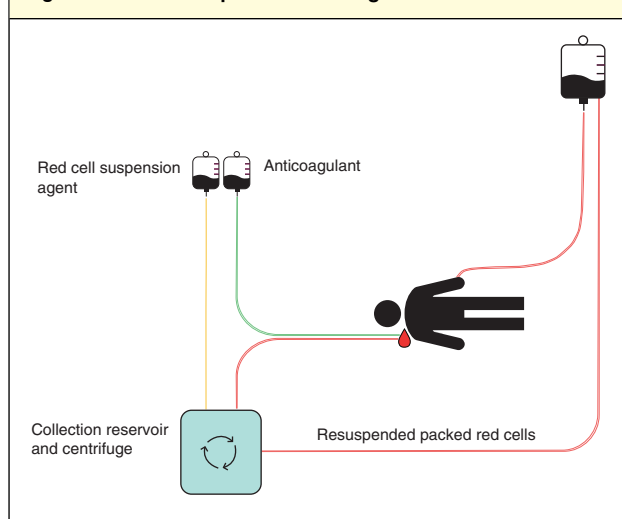 Red cell suspension
agent
Anticoagulant
Collection reservoir
and centrifuge
Resuspended packed red cells